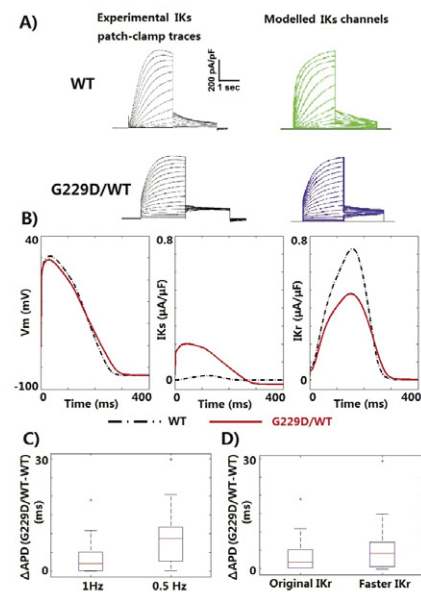 A)
Experimental IKs
patch-clamp traces
Modelled IKs channels
WT
200 pA/pF
1 sec
G229D/WT
B)
40
Vm (mV)
-100
Time (ms)
400
0.8
IKs (μA/μF)
0
Time (ms)
400
0.8
IKr (μA/μF)
0
Time (ms)
400
WT
G229D/WT
C)
30
ΔAPD (G229D/WT-WT)
(ms)
0
1Hz
0.5 Hz
D)
30
ΔAPD (G229D/WT-WT)
(ms)
0
Original IKr
Faster IKr